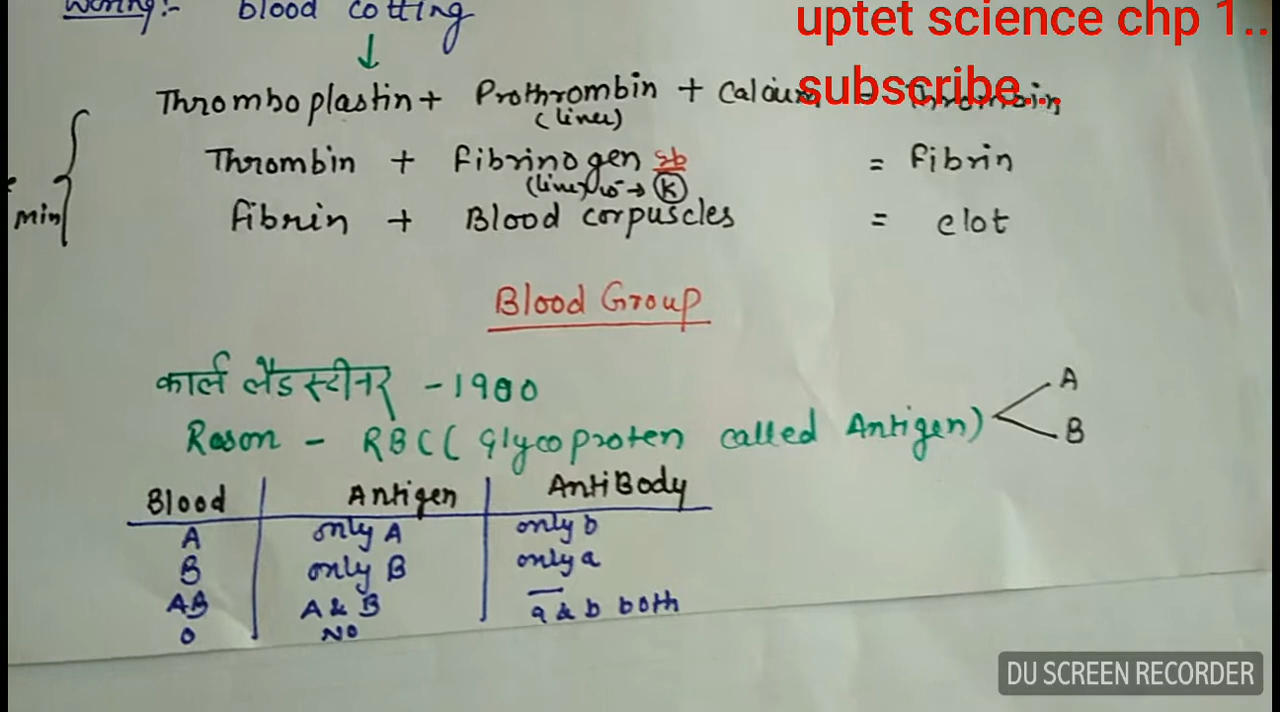 Working:- blood cotting
uptet science chp 1..
subscribe...
Thromboplastin + Prothrombin + Calcium = Thrombin
(liver)
Thrombin + fibrinogen = fibrin
(liver) → K
min
fibrin + Blood corpuscles = clot
Blood Group
कार्ल लैंडस्टीनर - 1900
Reson - RBC ( Glycoproten called Antigen)
A
B
Blood Antigen AntiBody
A only A only b
B only B only a
AB A & B —
O NO a & b both
DU SCREEN RECORDER